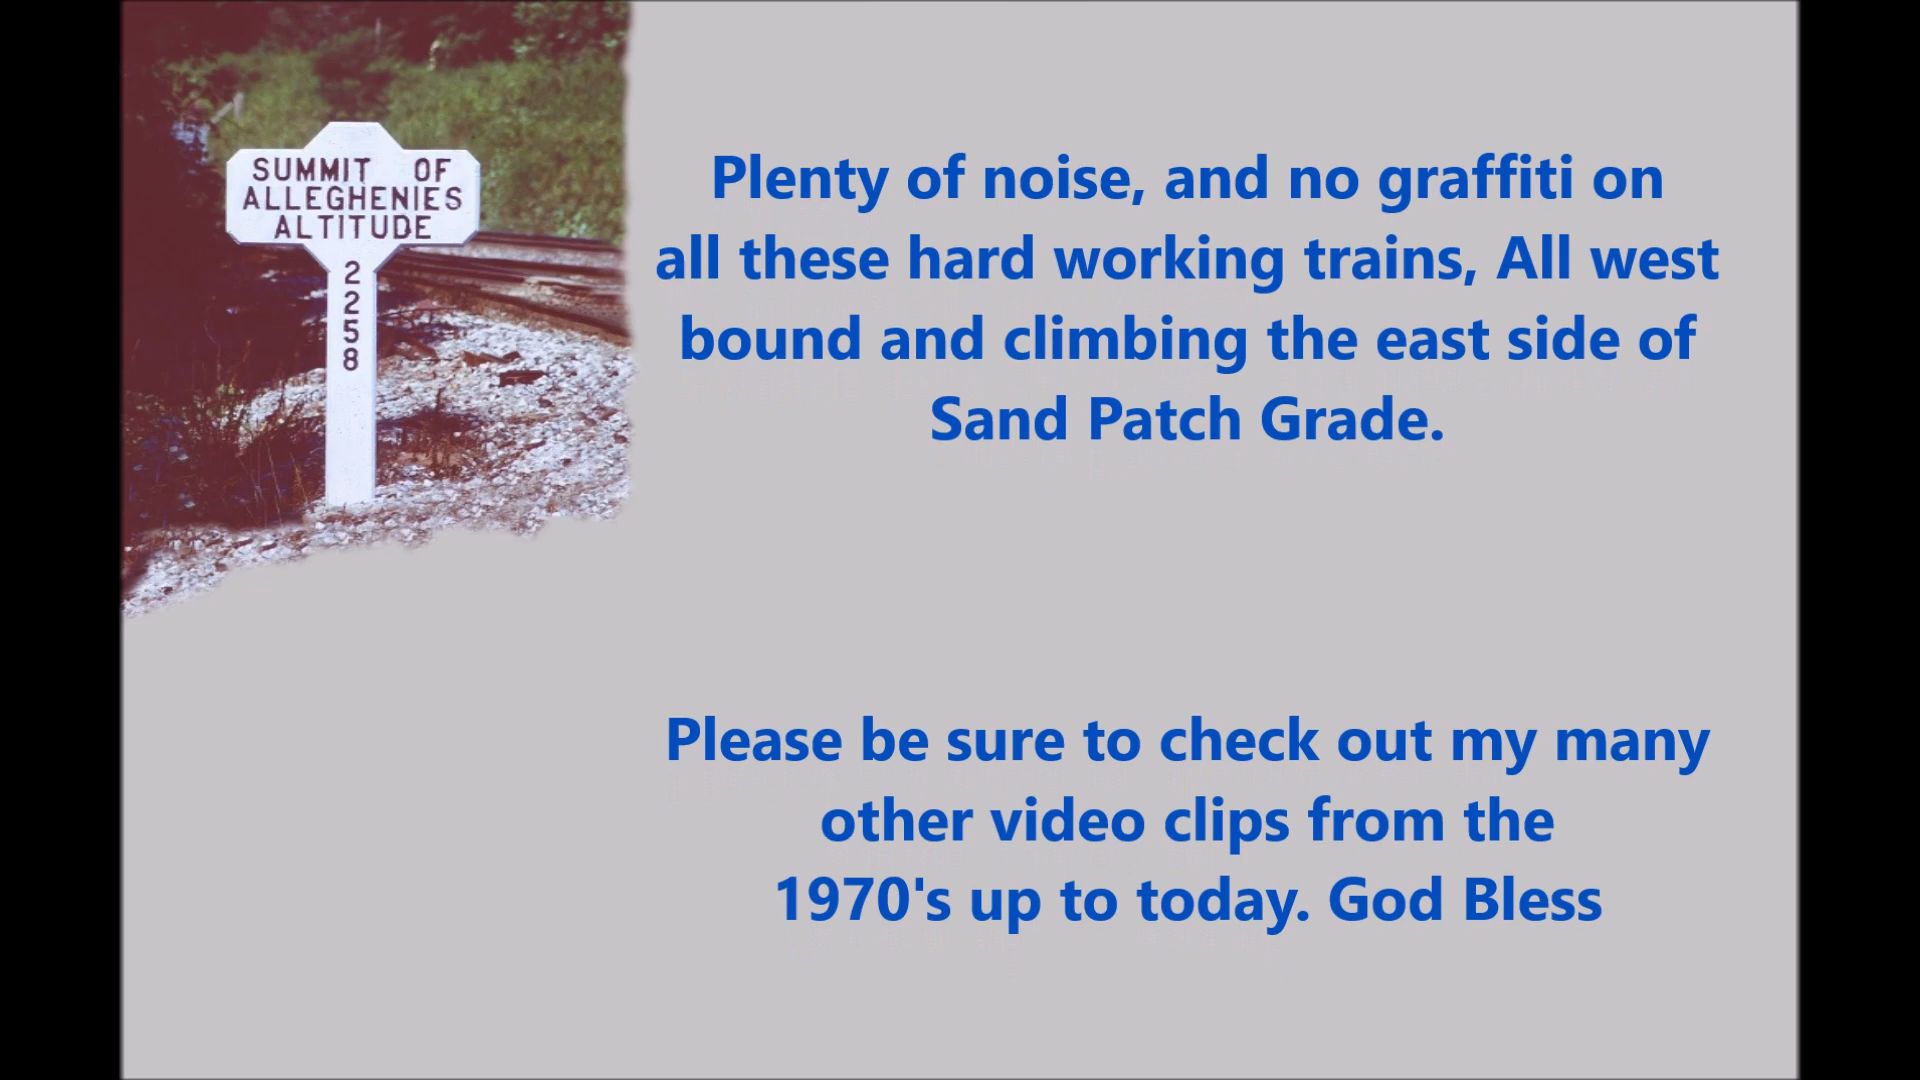 SUMMIT OF
ALLEGHENIES
ALTITUDE
2
2
5
8
Plenty of noise, and no graffiti on
all these hard working trains, All west
bound and climbing the east side of
Sand Patch Grade.
Please be sure to check out my many
other video clips from the
1970's up to today. God Bless